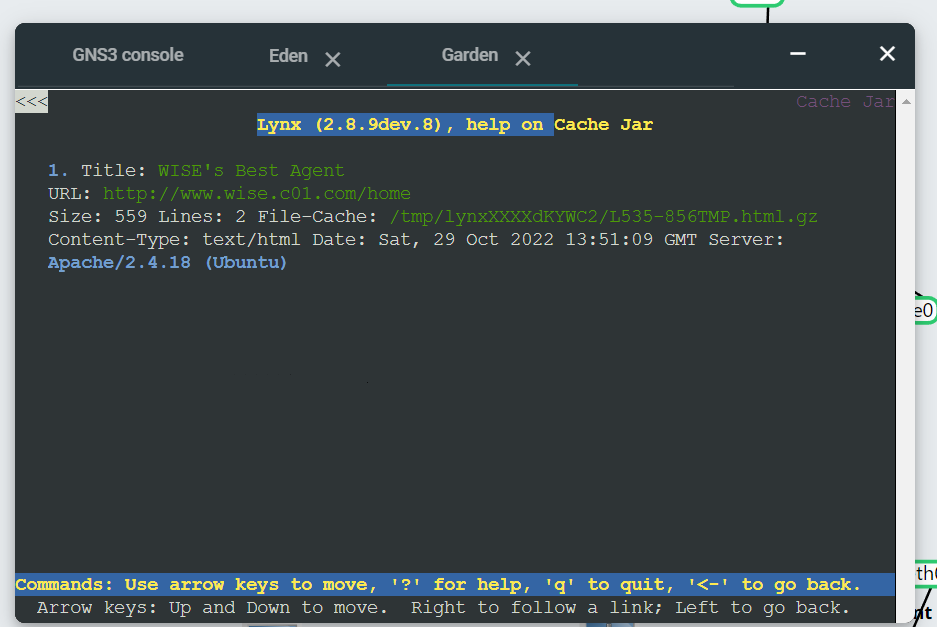 GNS3 console Eden Garden
<<< Cache Jar
Lynx (2.8.9dev.8), help on Cache Jar
1. Title: WISE's Best Agent
URL: http://www.wise.c01.com/home
Size: 559 Lines: 2 File-Cache: /tmp/lynxXXXXdKYWC2/L535-856TMP.html.gz
Content-Type: text/html Date: Sat, 29 Oct 2022 13:51:09 GMT Server:
Apache/2.4.18 (Ubuntu)
e0
th
Commands: Use arrow keys to move, '?' for help, 'q' to quit, '<-' to go back.
Arrow keys: Up and Down to move. Right to follow a link; Left to go back.
nt